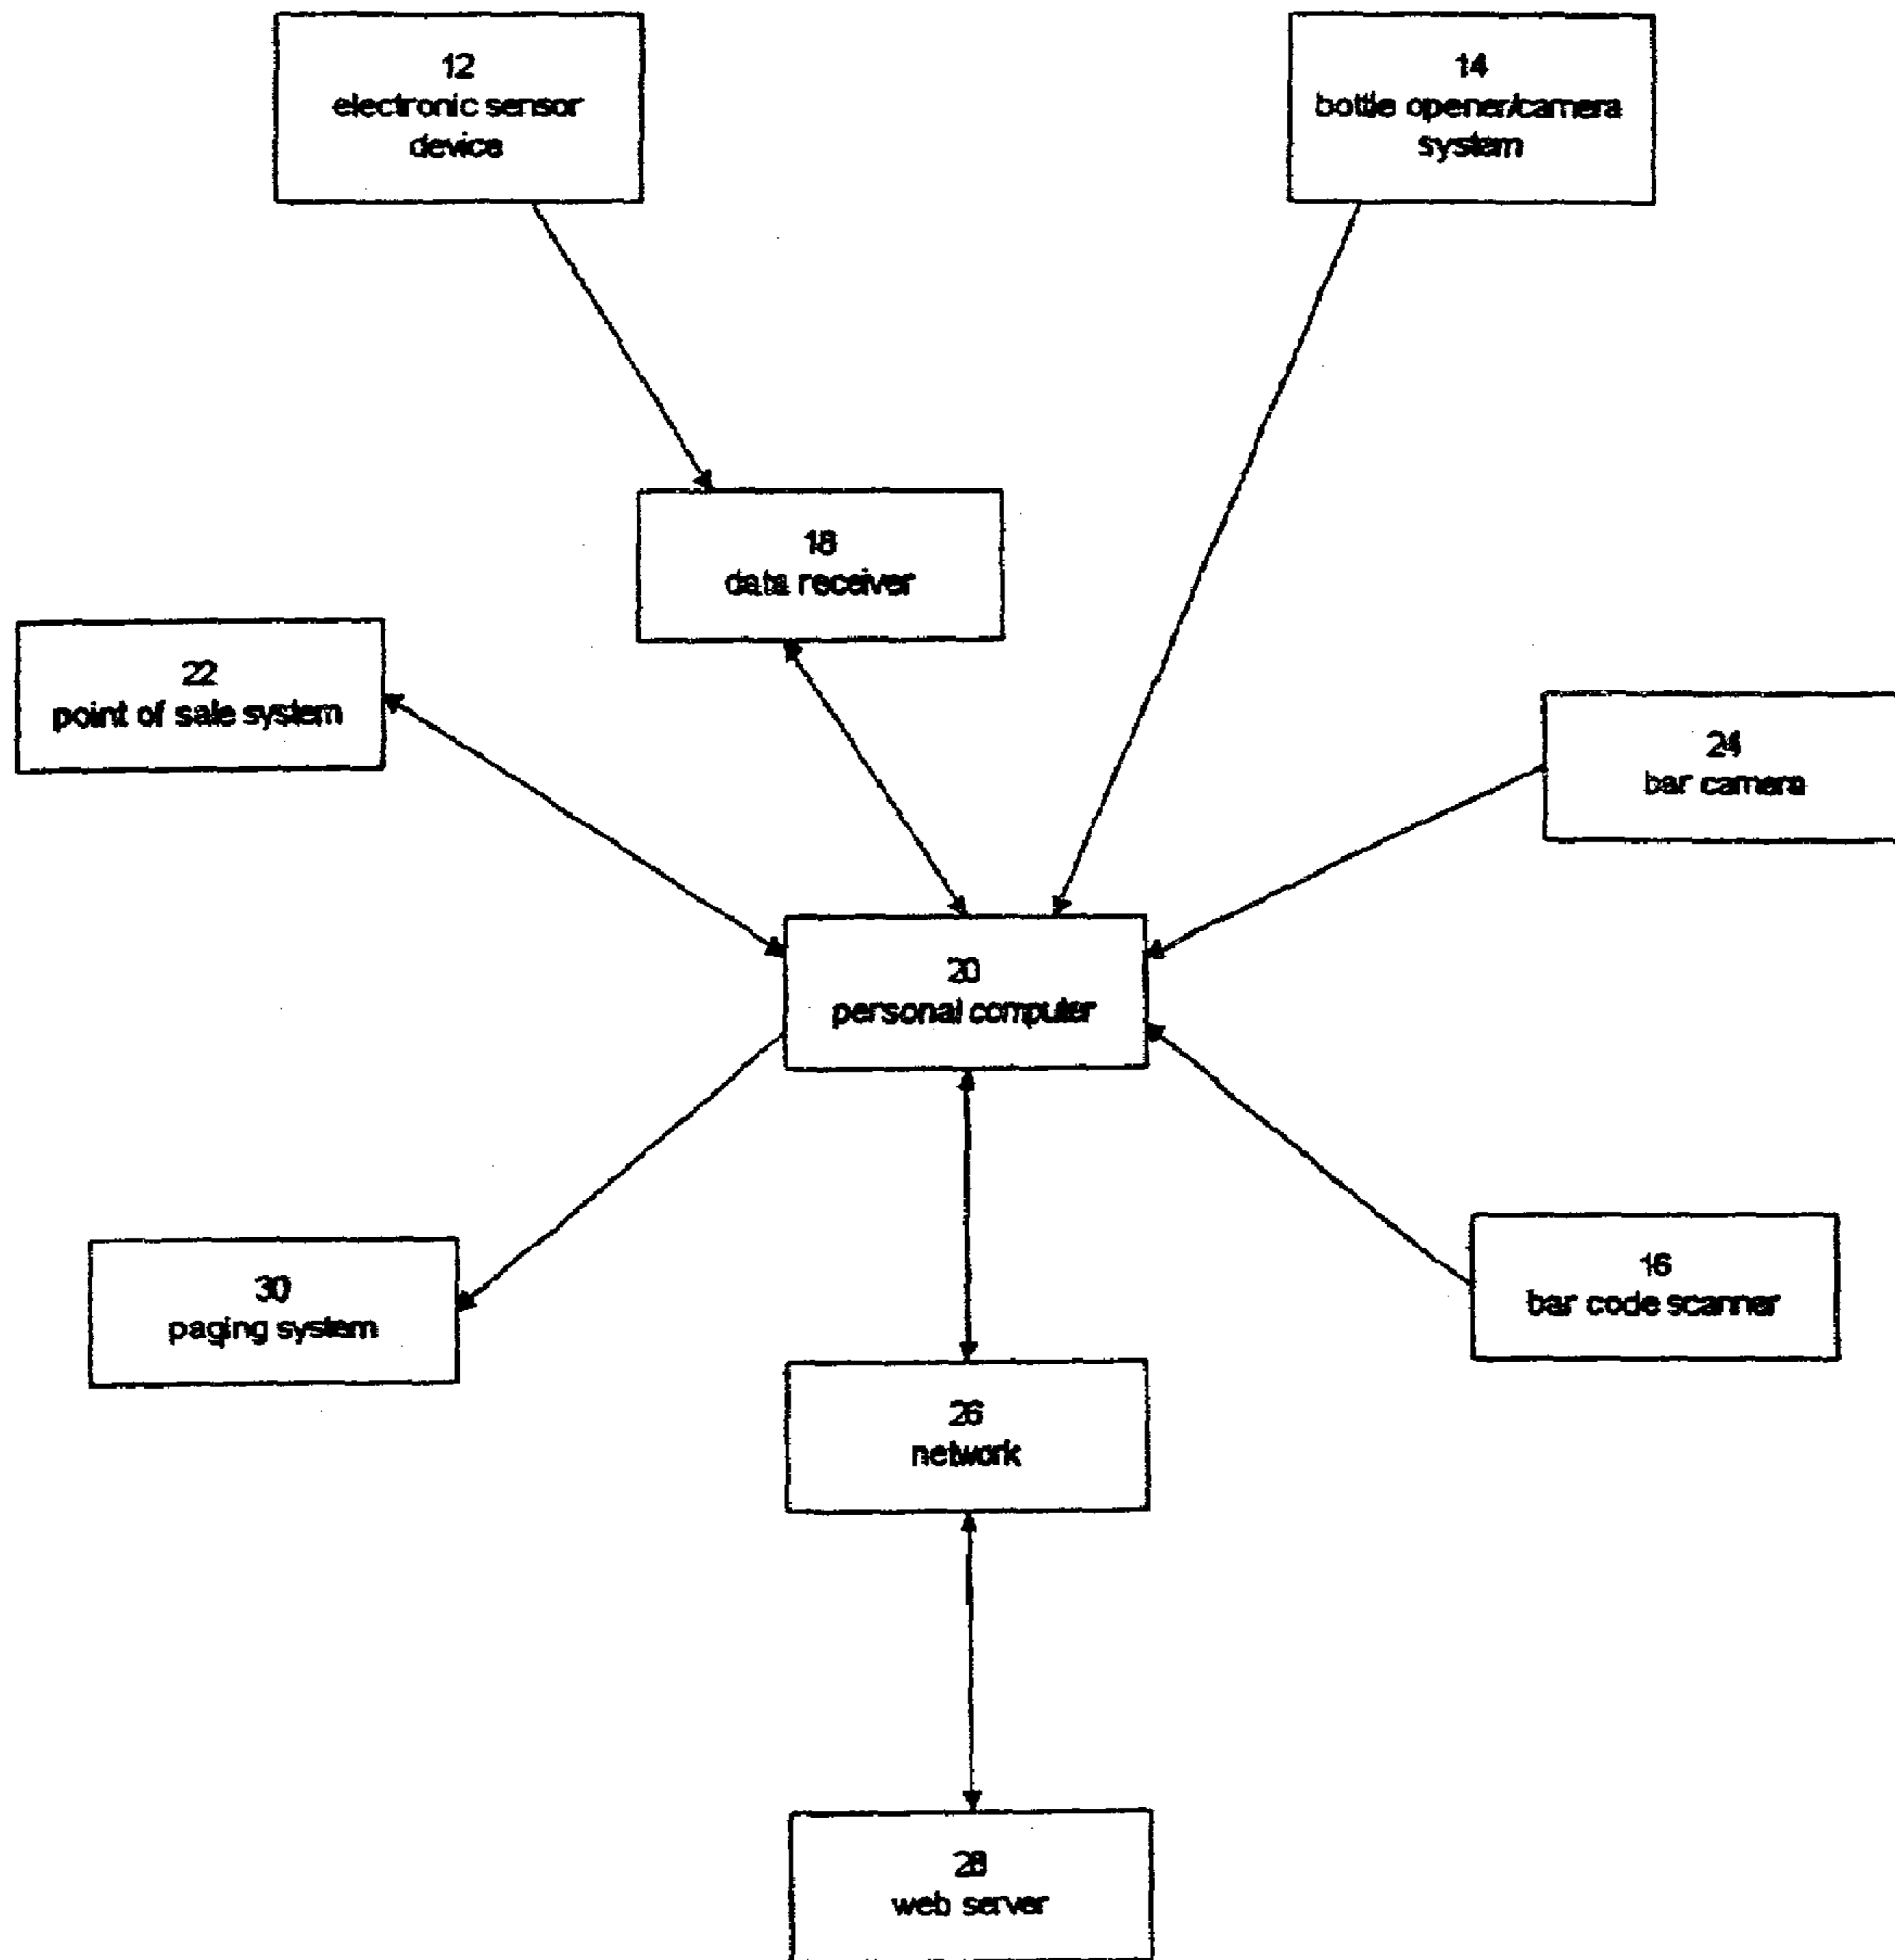 12
electronic sensor
device
14
bottle opener/camera
system
18
data receiver
22
point of sale system
24
bar camera
20
personal computer
30
paging system
16
bar code scanner
26
network
28
web server